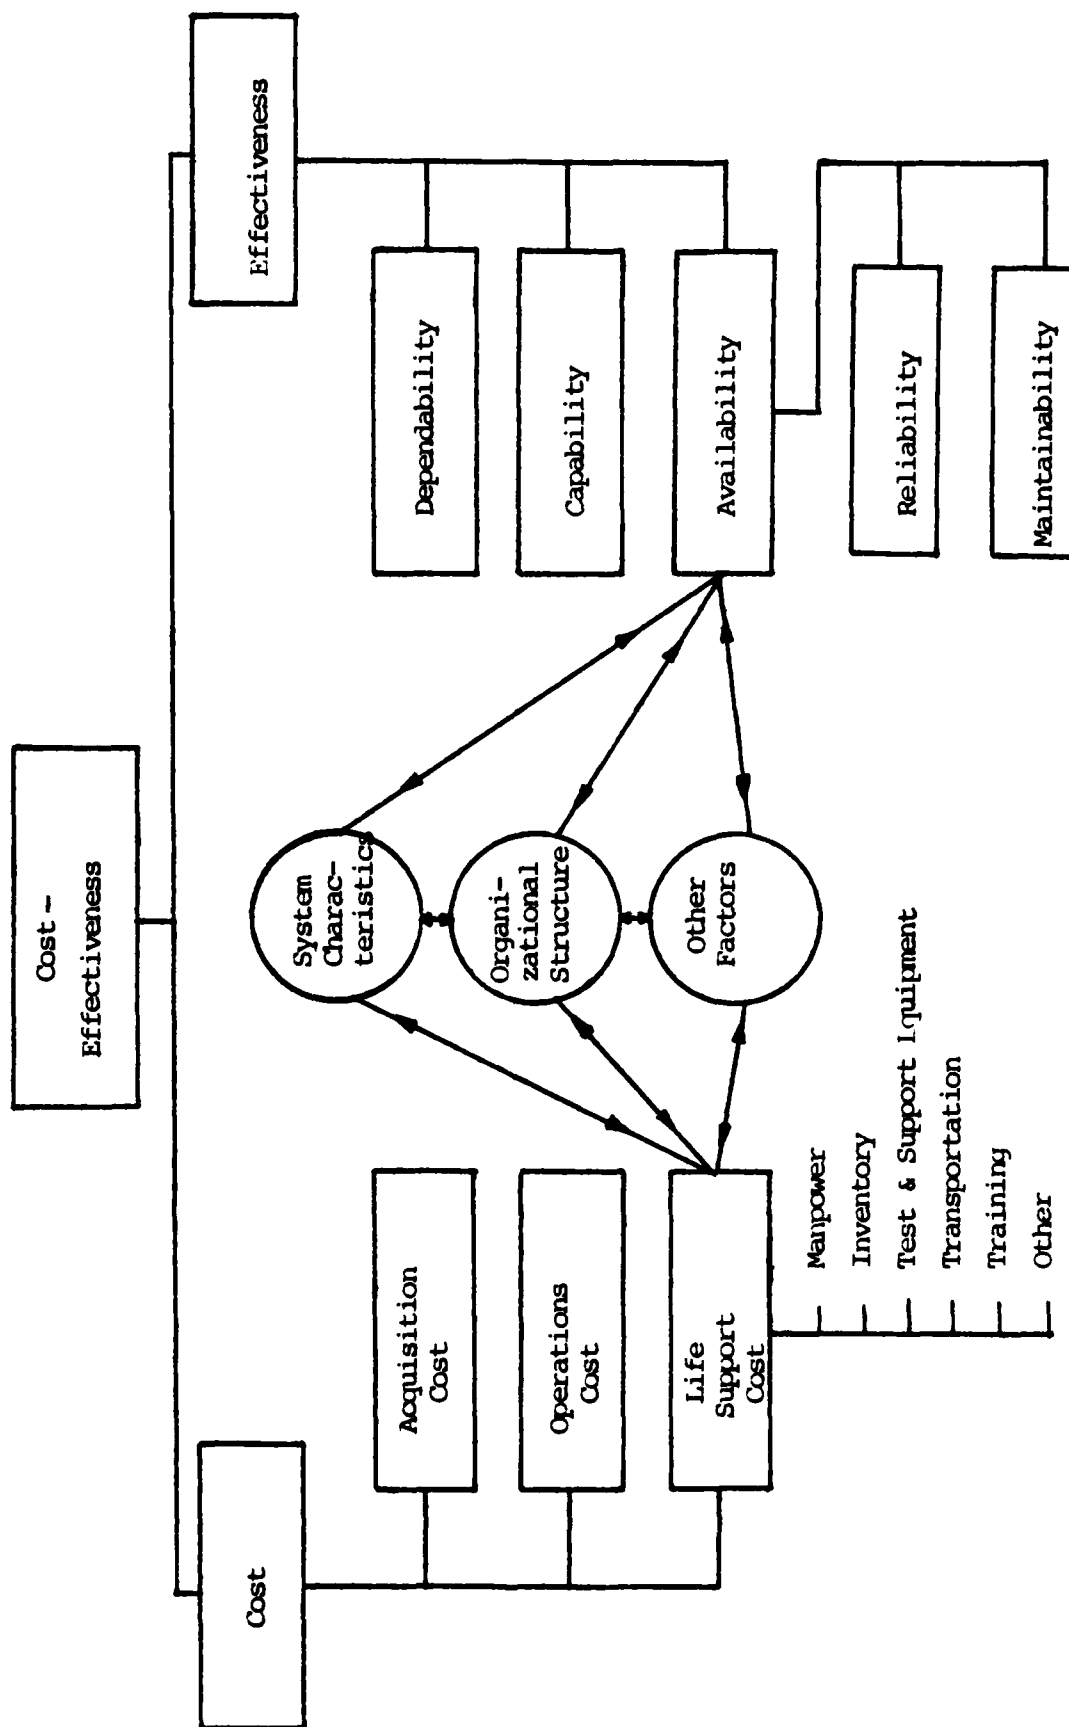 Cost -
Effectiveness
Cost
Effectiveness
Acquisition
Cost
Operations
Cost
Life
Support
Cost
Manpower
Inventory
Test & Support Equipment
Transportation
Training
Other
System
Charac-
teristics
Organi-
zational
Structure
Other
Factors
Dependability
Capability
Availability
Reliability
Maintainability